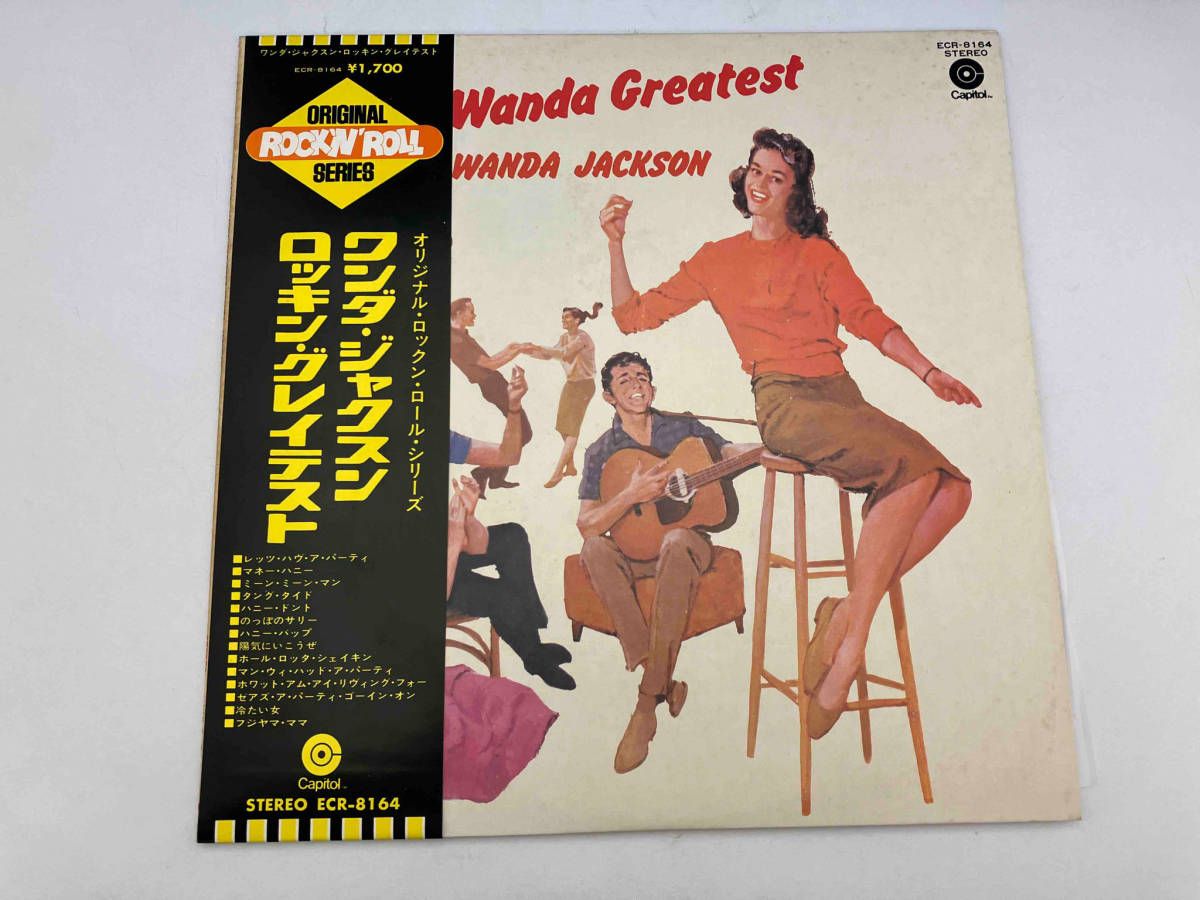 ワンダ・ジャクスン・ロッキン・グレイテスト
ECR-8164 ¥1,700
ORIGINAL
ROCK'N'ROLL
SERIES
オリジナル・ロックン・ロール・シリーズ
ワンダ・ジャクスン
ロッキン・グレイテスト
■レッツ・ハヴ・ア・パーティ
■マネー・ハニー
■ミーン・ミーン・マン
■タング・タイド
■ハニー・ドント
■のっぽのサリー
■ハニー・バップ
■陽気にいこうぜ
■ホール・ロッタ・シェイキン
■マン・ウィ・ハッド・ア・パーティ
■ホワット・アム・アイ・リヴィング・フォー
■セアズ・ア・パーティ・ゴーイン・オン
■冷たい女
■フジヤマ・ママ
Capitol
STEREO ECR-8164
Wanda Greatest
WANDA JACKSON
ECR-8164
STEREO
Capitol